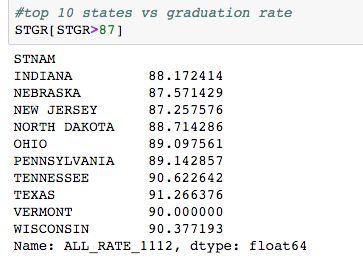 #top 10 states vs graduation rate
STGR[STGR>87]
STNAM
INDIANA 88.172414
NEBRASKA 87.571429
NEW JERSEY 87.257576
NORTH DAKOTA 88.714286
OHIO 89.097561
PENNSYLVANIA 89.142857
TENNESSEE 90.622642
TEXAS 91.266376
VERMONT 90.000000
WISCONSIN 90.377193
Name: ALL_RATE_1112, dtype: float64